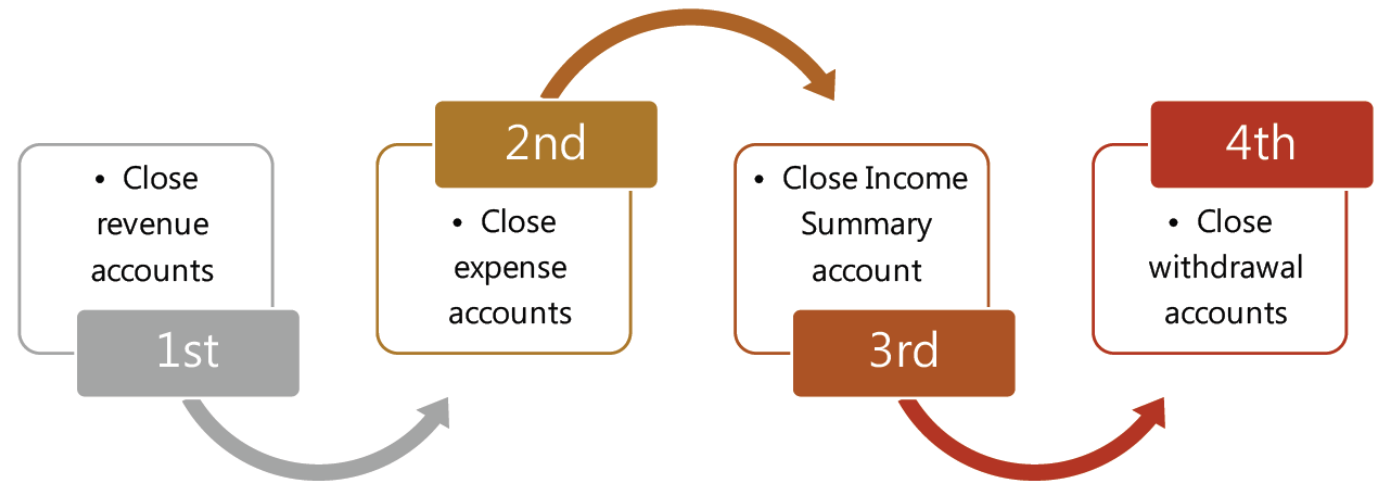 • Close
revenue
accounts
1st
2nd
• Close
expense
accounts
• Close Income
Summary
account
3rd
4th
• Close
withdrawal
accounts